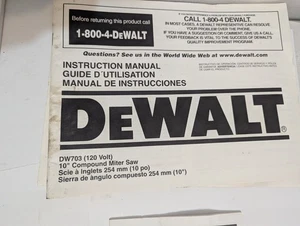 Before returning this product call
1-800-4-DEWALT
CALL 1-800-4 DEWALT.
IN MOST CASES, A DEWALT REPRESENTATIVE CAN RESOLVE
YOUR PROBLEM OVER THE PHONE.
IF YOU HAVE A SUGGESTION OR COMMENT, GIVE US A CALL.
YOUR FEEDBACK IS VITAL TO THE SUCCESS OF DEWALT'S
QUALITY IMPROVEMENT PROGRAM.
Questions? See us in the World Wide Web at www.dewalt.com
INSTRUCTION MANUAL
GUIDE D'UTILISATION
MANUAL DE INSTRUCCIONES
DEWALT®
DW703 (120 Volt)
10" Compound Miter Saw
Scie à Inglets 254 mm (10 po)
Sierra de ángulo compuesto 254 mm (10")